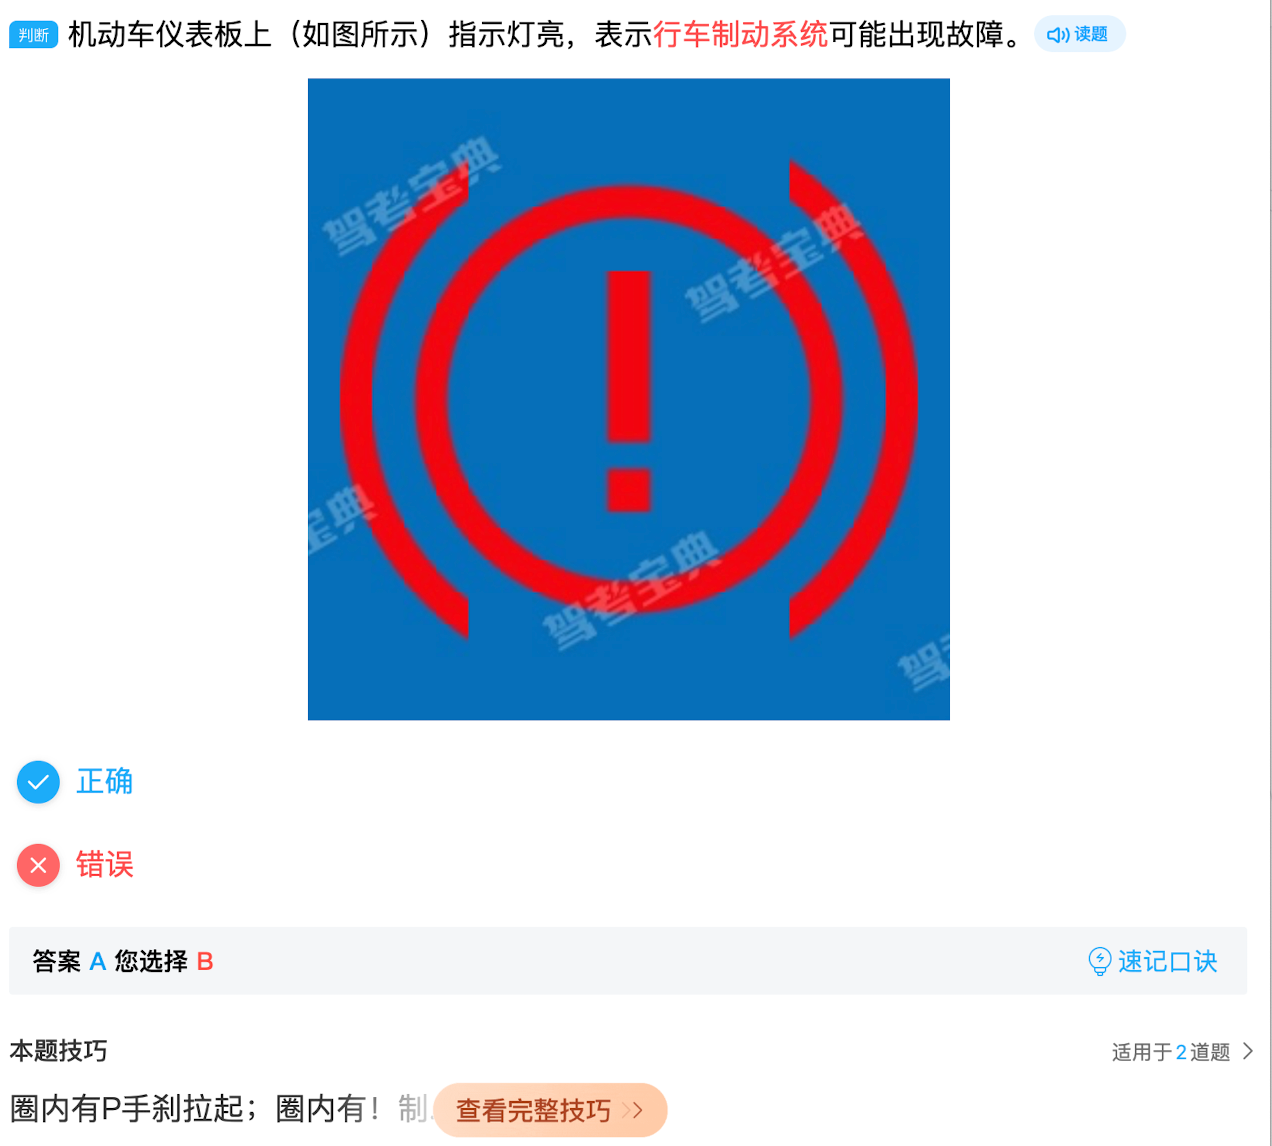 判断 机动车仪表板上（如图所示）指示灯亮，表示行车制动系统可能出现故障。 读题
驾考宝典
驾考宝典
宝典
驾考宝典
驾
正确
错误
答案 A 您选择 B 速记口诀
本题技巧 适用于2道题
圈内有P手刹拉起；圈内有！制... 查看完整技巧